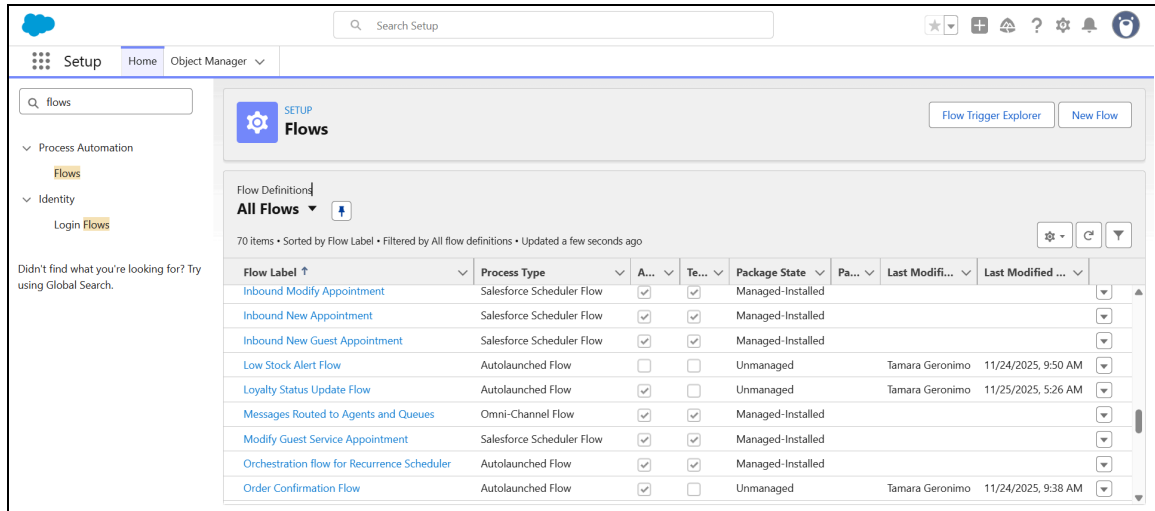 Search Setup
Setup Home Object Manager
flows
Process Automation
Flows
Identity
Login Flows
Didn't find what you're looking for? Try
using Global Search.
SETUP
Flows
Flow Trigger Explorer New Flow
Flow Definitions
All Flows
70 items • Sorted by Flow Label • Filtered by All flow definitions • Updated a few seconds ago
Flow Label ↑ Process Type A... Te... Package State Pa... Last Modifi... Last Modified ...
Inbound Modify Appointment Salesforce Scheduler Flow Managed-Installed
Inbound New Appointment Salesforce Scheduler Flow Managed-Installed
Inbound New Guest Appointment Salesforce Scheduler Flow Managed-Installed
Low Stock Alert Flow Autolaunched Flow Unmanaged Tamara Geronimo 11/24/2025, 9:50 AM
Loyalty Status Update Flow Autolaunched Flow Unmanaged Tamara Geronimo 11/25/2025, 5:26 AM
Messages Routed to Agents and Queues Omni-Channel Flow Managed-Installed
Modify Guest Service Appointment Salesforce Scheduler Flow Managed-Installed
Orchestration flow for Recurrence Scheduler Autolaunched Flow Managed-Installed
Order Confirmation Flow Autolaunched Flow Unmanaged Tamara Geronimo 11/24/2025, 9:38 AM